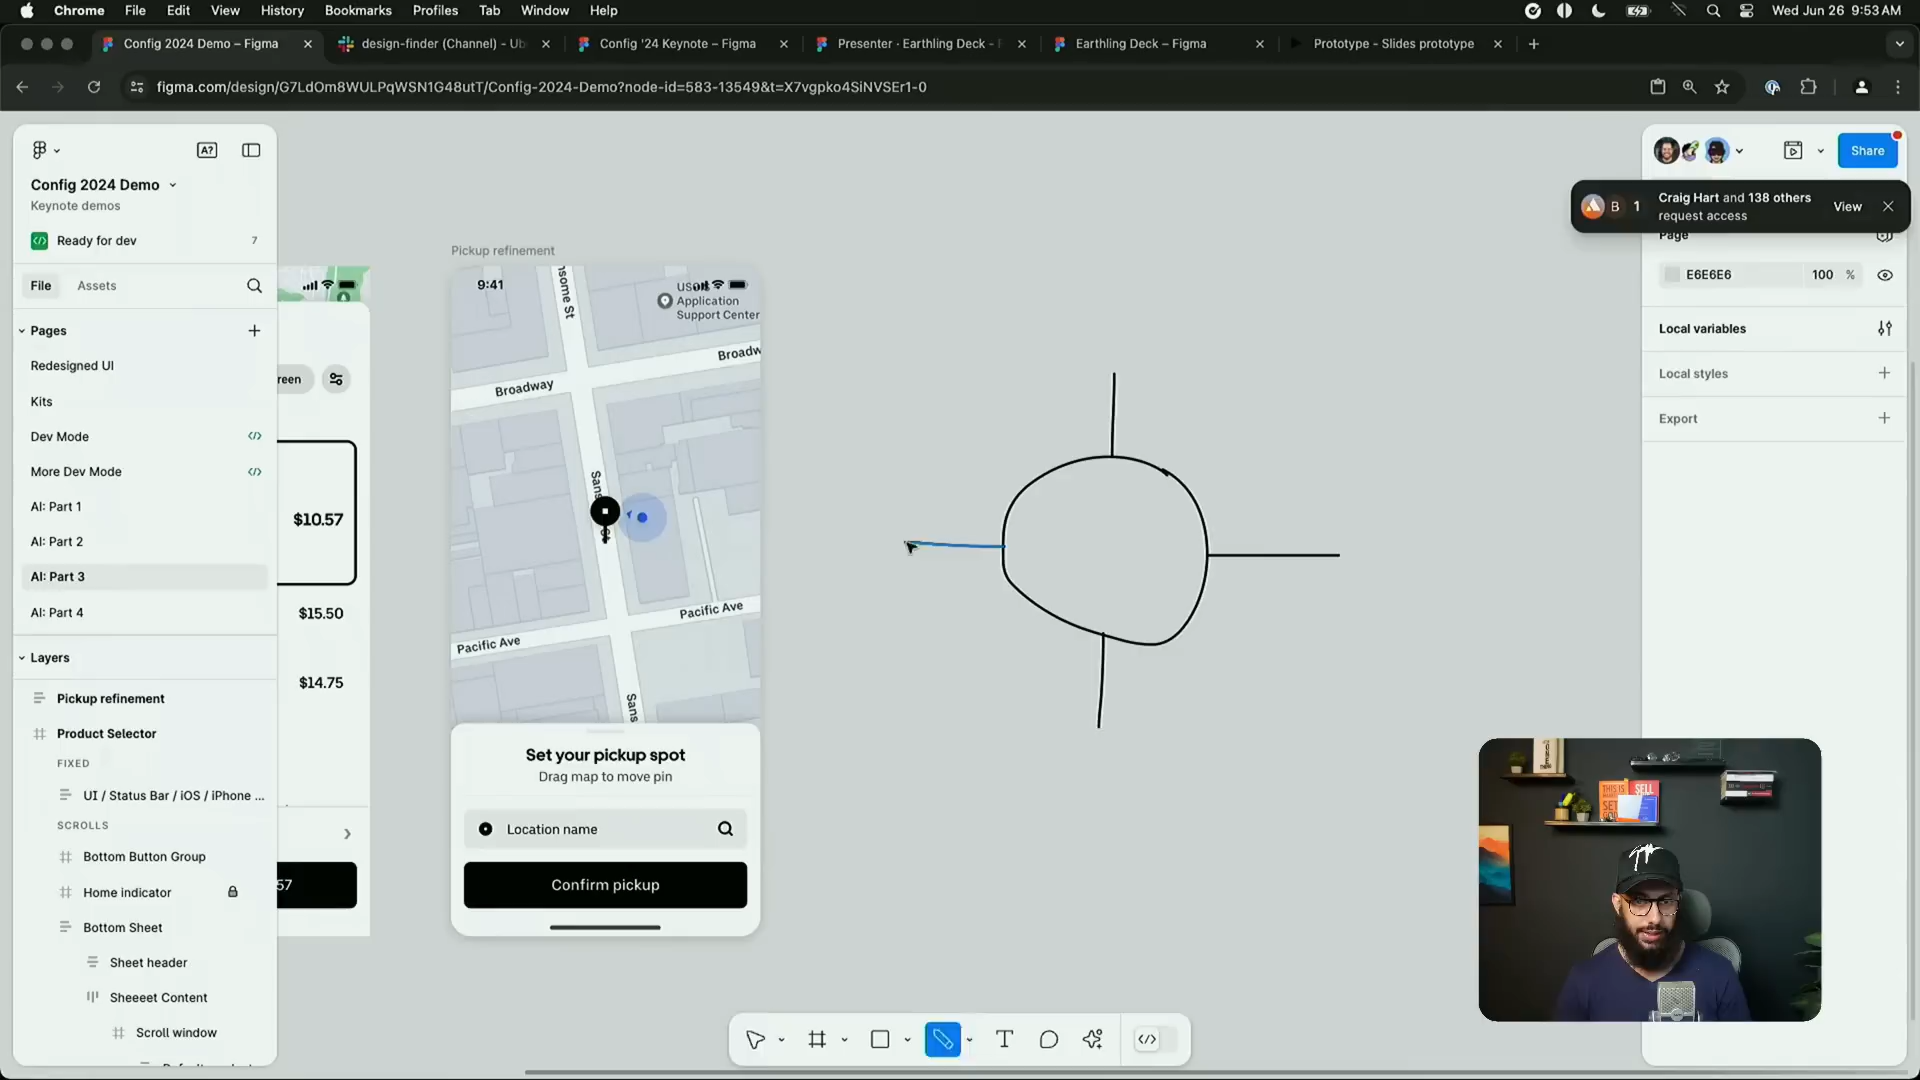 Chrome File Edit View History Bookmarks Profiles Tab Window Help
Wed Jun 26 9:53 AM
Config 2024 Demo – Figma
design-finder (Channel) - Ub
Config '24 Keynote – Figma
Presenter · Earthling Deck -
Earthling Deck – Figma
Prototype - Slides prototype
figma.com/design/G7LdOm8WULPqWSN1G48utT/Config-2024-Demo?node-id=583-13549&t=X7vgpko4SiNVSEr1-0
A?
Config 2024 Demo
Keynote demos
Ready for dev 7
File Assets
Pages
Redesigned UI
Kits
Dev Mode
More Dev Mode
AI: Part 1
AI: Part 2
AI: Part 3
AI: Part 4
Layers
Pickup refinement
Product Selector
FIXED
UI / Status Bar / iOS / iPhone ...
SCROLLS
Bottom Button Group
Home indicator
Bottom Sheet
Sheet header
Sheeeet Content
Scroll window
reen
$10.57
$15.50
$14.75
57
Pickup refinement
9:41
Application
Support Center
Broadway
Pacific Ave
Pacific Ave
Set your pickup spot
Drag map to move pin
Location name
Confirm pickup
Share
B 1
Craig Hart and 138 others
request access
View
Page
E6E6E6 100 %
Local variables
Local styles
Export
THIS IS
SELL